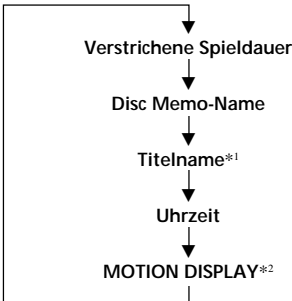 Verstrichene Spieldauer
Disc Memo-Name
Titelname*1
Uhrzeit
MOTION DISPLAY*2